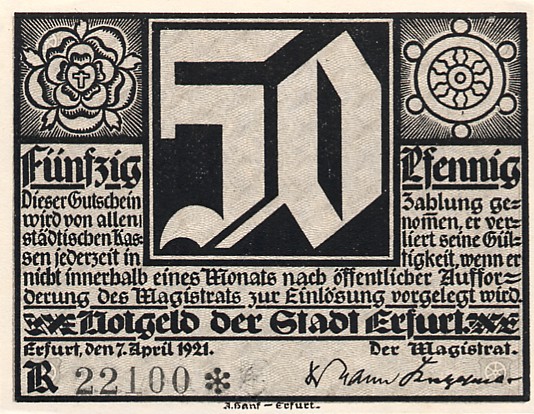 50
Fünfzig Pfennig
Dieser Gutschein
wird von allen
städtischen Kas=
sen jederzeit in
Zahlung ge=
nommen, er ver=
liert seine Gül=
tigkeit, wenn er
nicht innerhalb eines Monats nach öffentlicher Auffor=
derung des Magistrats zur Einlösung vorgelegt wird.
Notgeld der Stadt Erfurt.
Erfurt, den 7. April 1921. Der Magistrat.
R 22100 *
J. Hanf – Erfurt.